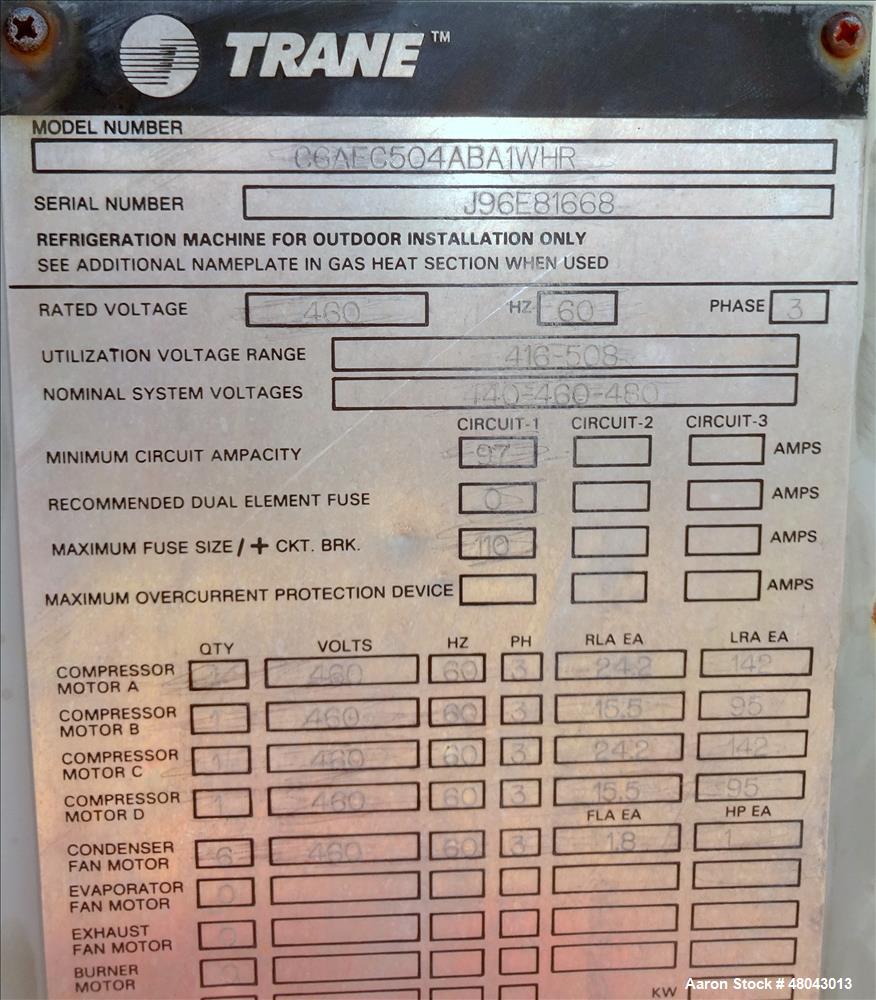 TRANE™
MODEL NUMBER
CGAEC504ABA1WHR
SERIAL NUMBER J96E81668
REFRIGERATION MACHINE FOR OUTDOOR INSTALLATION ONLY
SEE ADDITIONAL NAMEPLATE IN GAS HEAT SECTION WHEN USED
RATED VOLTAGE 460 HZ 60 PHASE 3
UTILIZATION VOLTAGE RANGE 416-508
NOMINAL SYSTEM VOLTAGES 440-460-480
CIRCUIT-1 CIRCUIT-2 CIRCUIT-3
MINIMUM CIRCUIT AMPACITY 97 AMPS
RECOMMENDED DUAL ELEMENT FUSE 0 AMPS
MAXIMUM FUSE SIZE/+ CKT. BRK. 110 AMPS
MAXIMUM OVERCURRENT PROTECTION DEVICE AMPS
QTY VOLTS HZ PH RLA EA LRA EA
COMPRESSOR
MOTOR A 1 460 60 3 24.2 142
COMPRESSOR
MOTOR B 1 460 60 3 15.5 95
COMPRESSOR
MOTOR C 1 460 60 3 24.2 142
COMPRESSOR
MOTOR D 1 460 60 3 15.5 95
FLA EA HP EA
CONDENSER
FAN MOTOR 6 460 60 3 1.8 1
EVAPORATOR
FAN MOTOR 0
EXHAUST
FAN MOTOR 0
BURNER
MOTOR 0
KW
Aaron Stock # 48043013